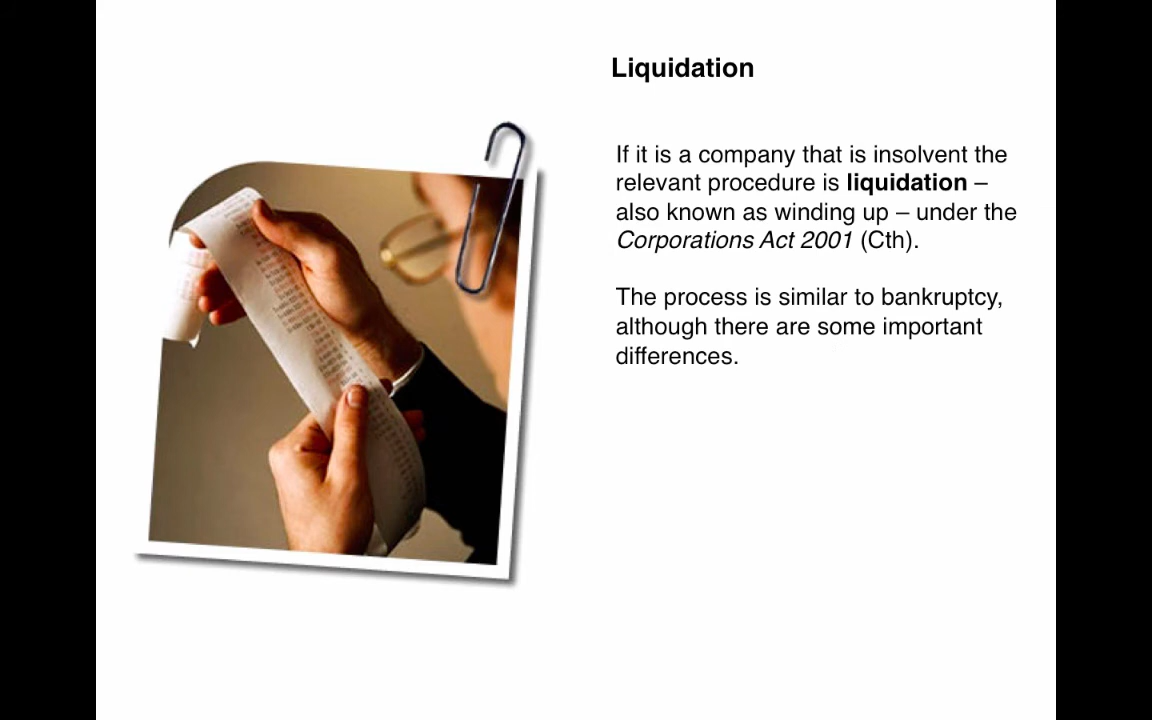 Liquidation
If it is a company that is insolvent the
relevant procedure is liquidation –
also known as winding up – under the
Corporations Act 2001 (Cth).
The process is similar to bankruptcy,
although there are some important
differences.